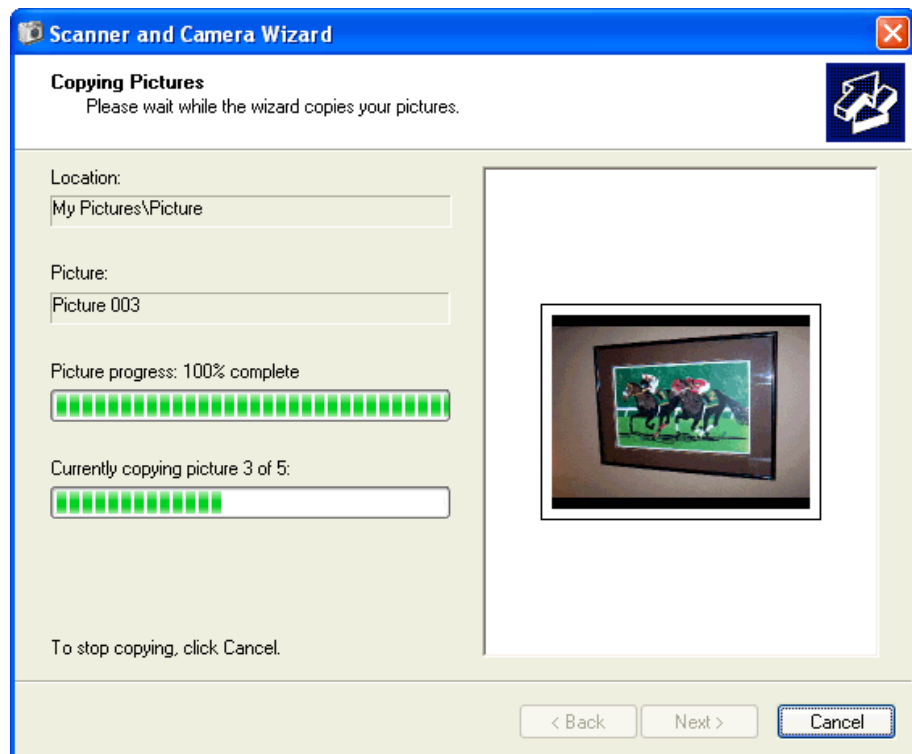 Scanner and Camera Wizard
Copying Pictures
Please wait while the wizard copies your pictures.
Location:
My Pictures\Picture
Picture:
Picture 003
Picture progress: 100% complete
Currently copying picture 3 of 5:
To stop copying, click Cancel.
< Back
Next >
Cancel